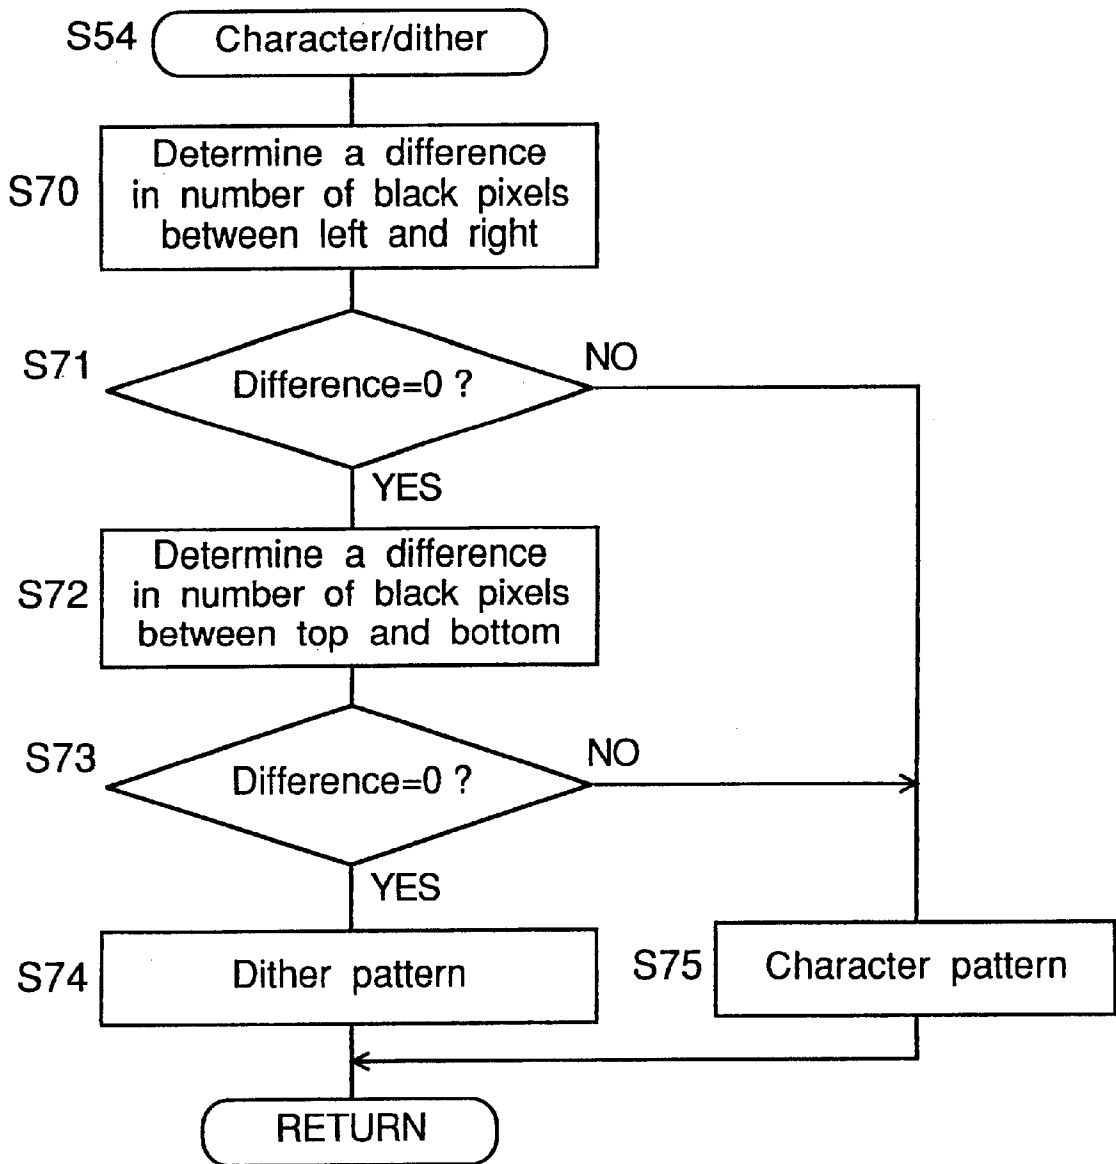 S54
Character/dither
S70
Determine a difference
in number of black pixels
between left and right
S71
Difference=0 ?
NO
YES
S72
Determine a difference
in number of black pixels
between top and bottom
S73
Difference=0 ?
NO
YES
S74
Dither pattern
S75
Character pattern
RETURN